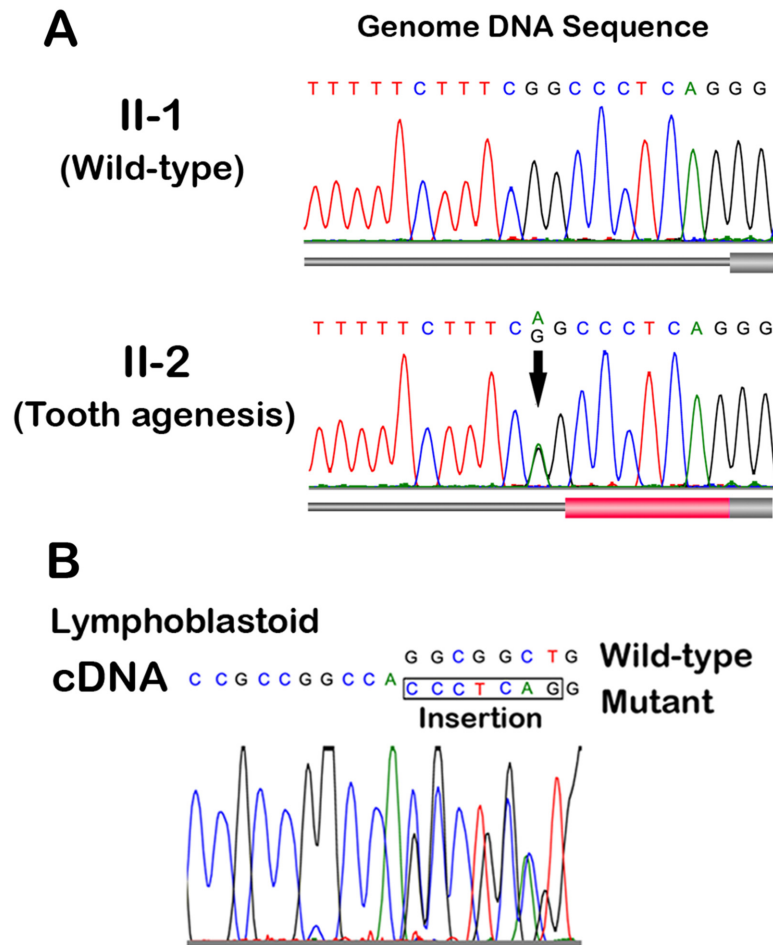 A
Genome DNA Sequence
T T T T T C T T T C G G C C C T C A G G G
II-1
(Wild-type)
A
T T T T T C T T T C G C C C T C A G G G
G
II-2
(Tooth agenesis)
B
Lymphoblastoid
G G C G G C T G Wild-type
cDNA C C G C C G G C C A C C C T C A G G Mutant
Insertion